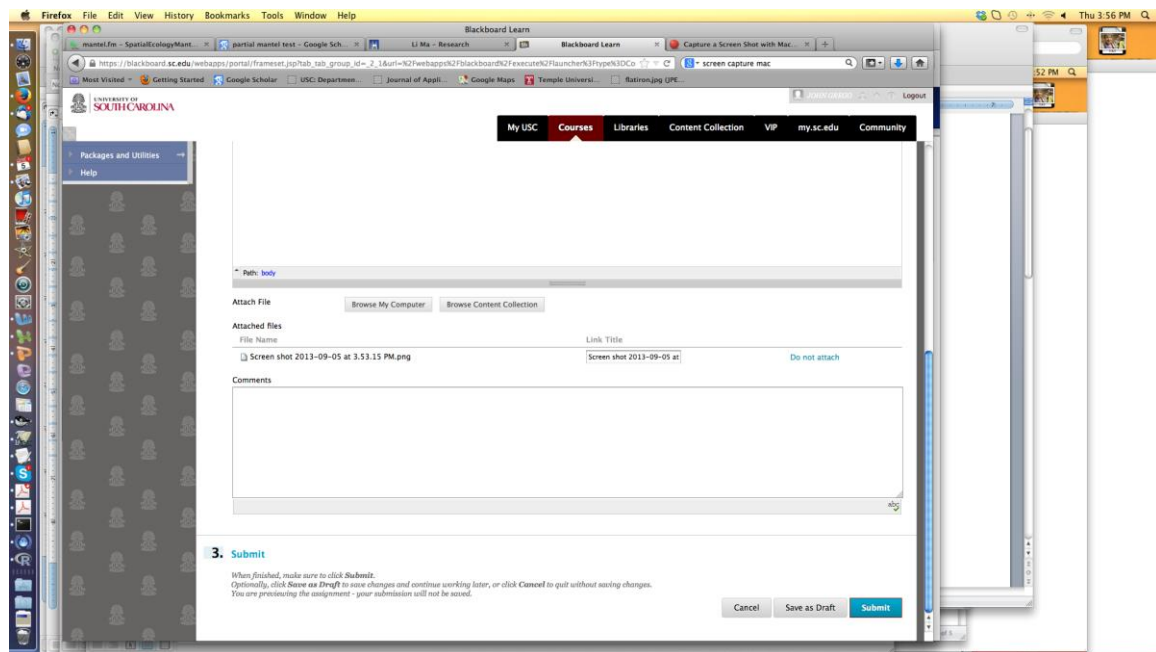 Firefox File Edit View History Bookmarks Tools Window Help
Thu 3:56 PM
Blackboard Learn
mantel.fm - SpatialEcologyMant... partial mantel test - Google Sch... Li Ma - Research Blackboard Learn Capture a Screen Shot with Mac...
https://blackboard.sc.edu/webapps/portal/frameset.jsp?tab_tab_group_id=_2_1&url=%2Fwebapps%2Fblackboard%2Fexecute%2Flauncher%3Ftype%3DCo screen capture mac
Most Visited Getting Started Google Scholar USC: Departmen... Journal of Appli... Google Maps Temple Universi... flatiron.jpg (JPE...
:52 PM
UNIVERSITY OF
SOUTH CAROLINA
Logout
My USC Courses Libraries Content Collection VIP my.sc.edu Community
Packages and Utilities
Help
Path: body
Attach File Browse My Computer Browse Content Collection
Attached files
File Name Link Title
Screen shot 2013-09-05 at 3.53.15 PM.png Screen shot 2013-09-05 at Do not attach
Comments
abc
3. Submit
When finished, make sure to click Submit.
Optionally, click Save as Draft to save changes and continue working later, or click Cancel to quit without saving changes.
You are previewing the assignment - your submission will not be saved.
Cancel Save as Draft Submit
of 5